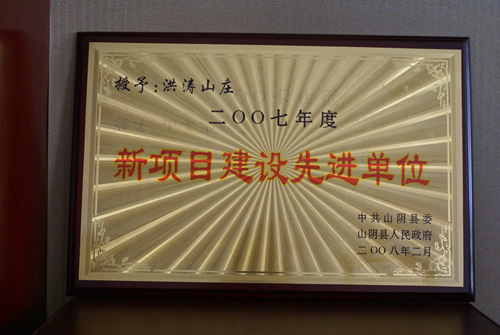 授予:洪涛山庄
二〇〇七年度
新项目建设先进单位
中共山阴县委
山阴县人民政府
二〇〇八年二月